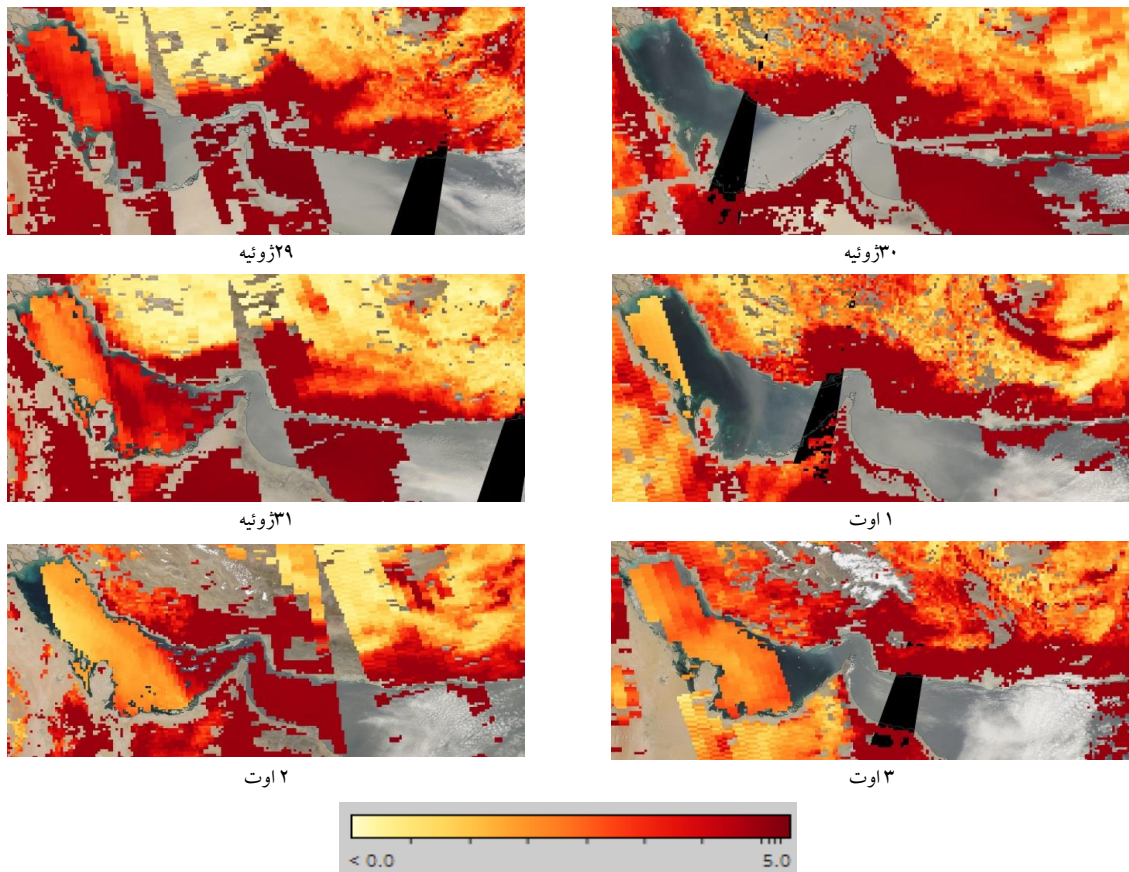 ۲۹ژوئیه
۳۰ژوئیه
۳۱ژوئیه
۱ اوت
۲ اوت
۳ اوت
< 0.0
5.0